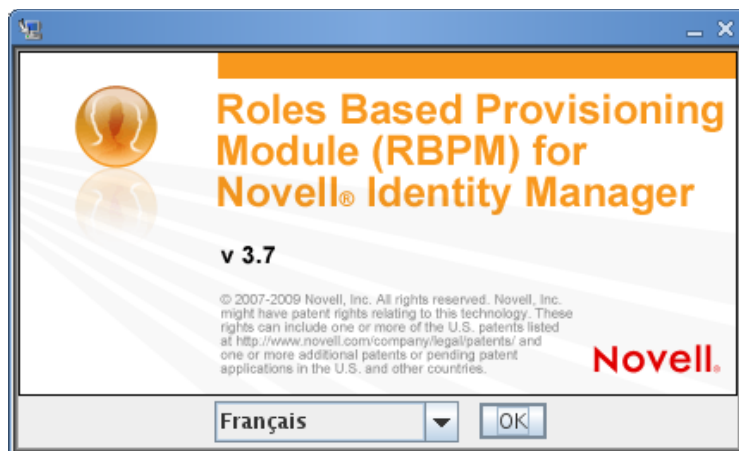 Roles Based Provisioning
Module (RBPM) for
Novell® Identity Manager
v 3.7
© 2007-2009 Novell, Inc. All rights reserved. Novell, Inc.
might have patent rights relating to this technology. These
rights can include one or more of the U.S. patents listed
at http://www.novell.com/company/legal/patents/ and
one or more additional patents or pending patent
applications in the U.S. and other countries.
Novell®
Français
OK